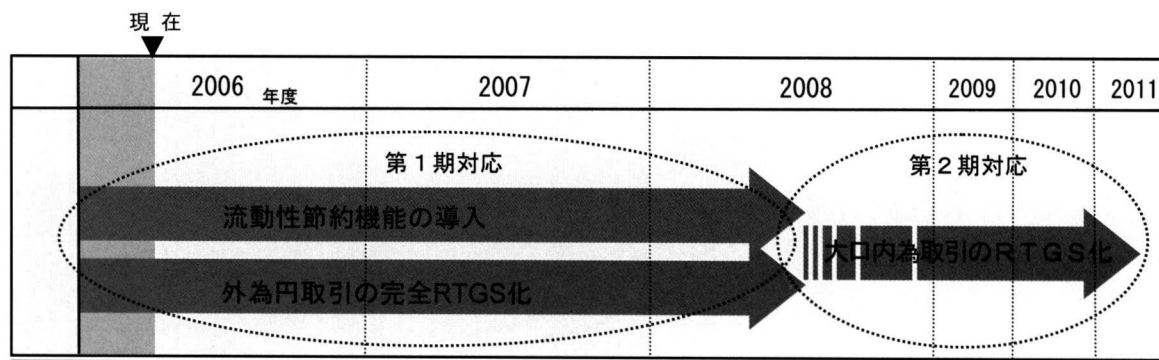 現 在
2006 年度 2007 2008 2009 2010 2011
第１期対応
第２期対応
流動性節約機能の導入
大口内為取引のＲＴＧＳ化
外為円取引の完全RTGS化